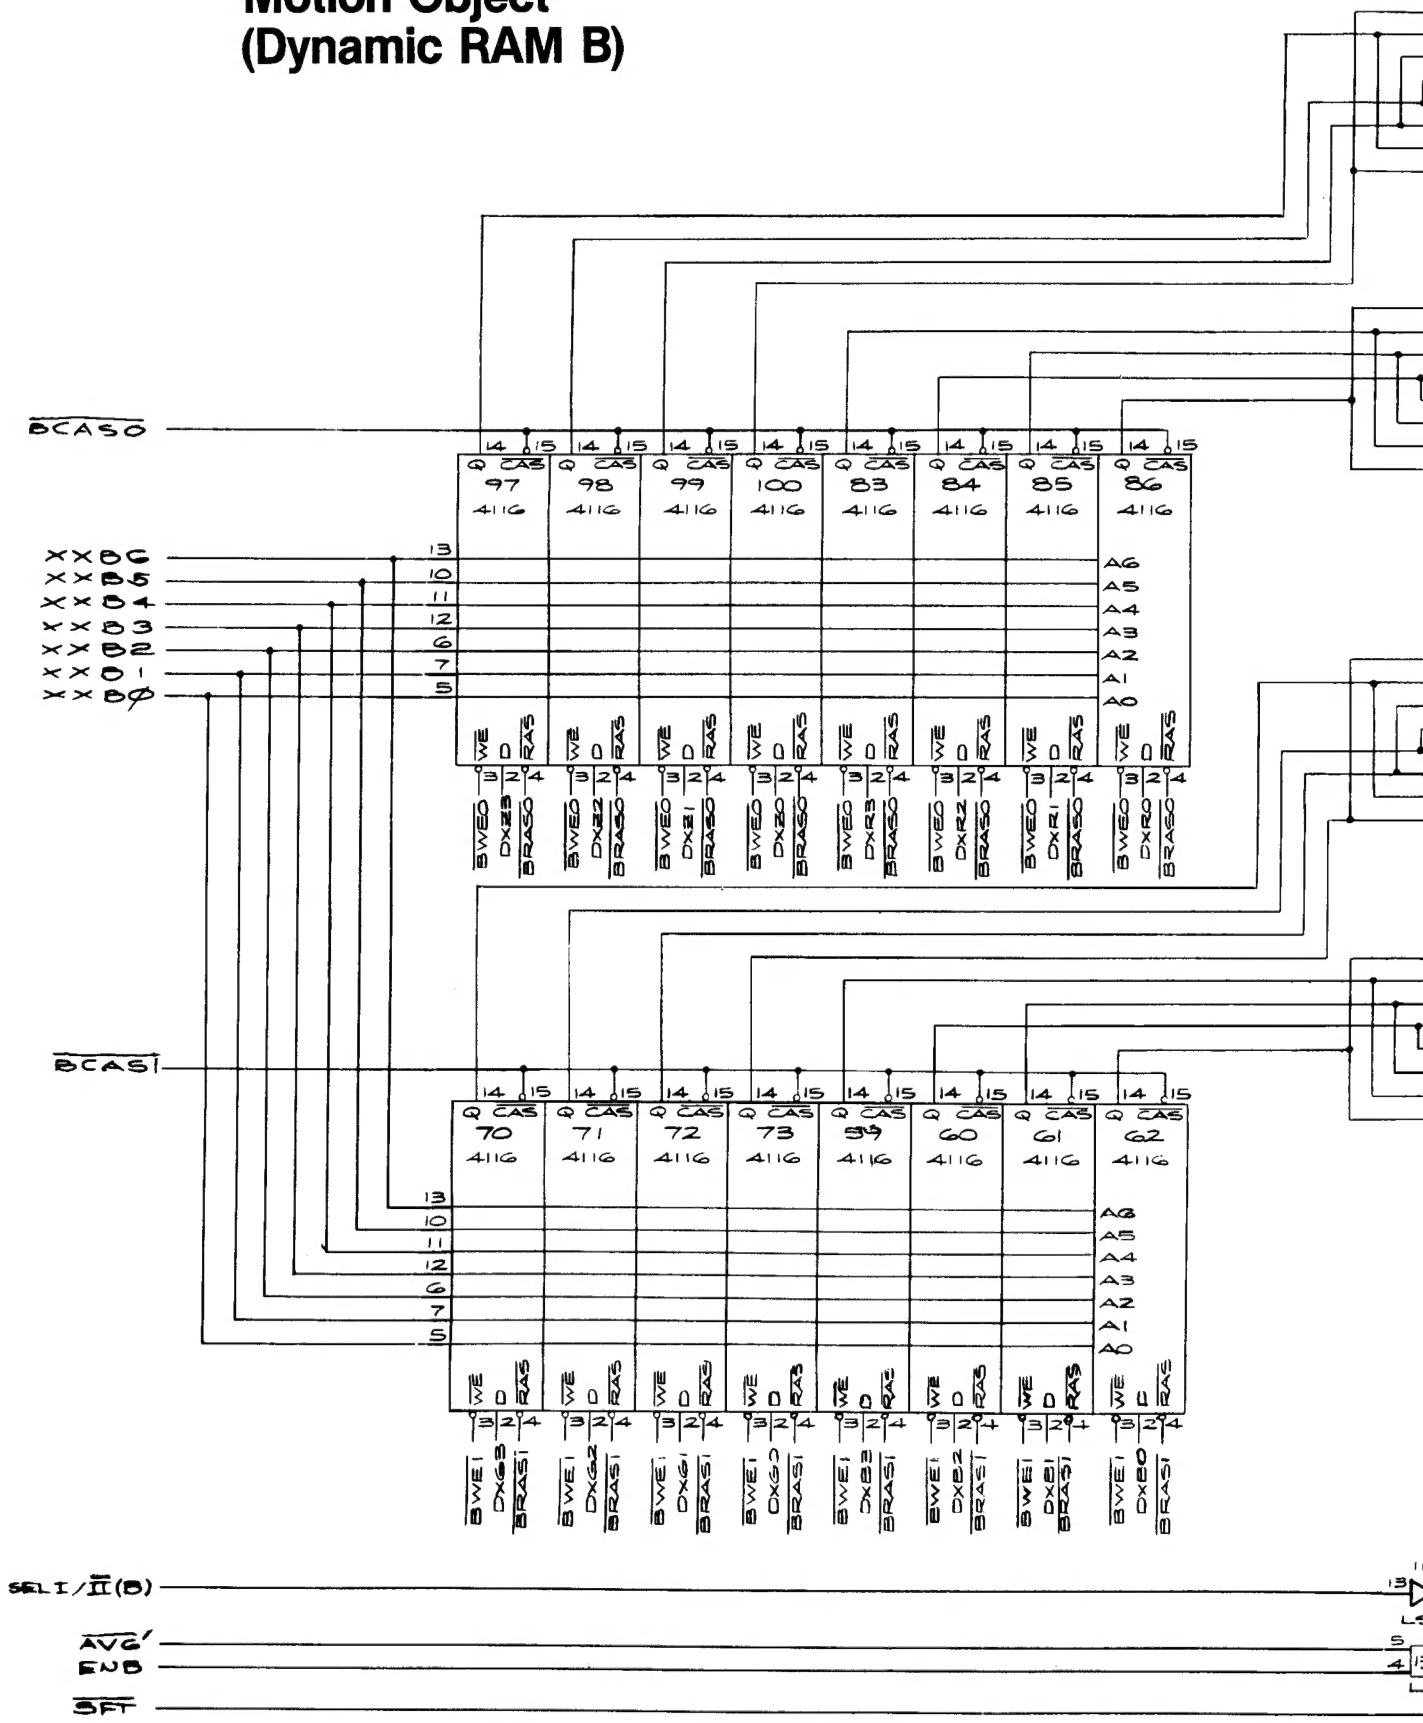 Motion Object
(Dynamic RAM B)
BCAS0
14 15 14 15 14 15 14 15 14 15 14 15 14 15 14 15
Q CAS Q CAS Q CAS Q CAS Q CAS Q CAS Q CAS Q CAS
97 98 99 100 83 84 85 86
4116 4116 4116 4116 4116 4116 4116 4116
XXB6 13 A6
XXB5 10 A5
XXB4 11 A4
XXB3 12 A3
XXB2 6 A2
XXB1 7 A1
XXBØ 5 A0
WE D RAS WE D RAS WE D RAS WE D RAS WE D RAS WE D RAS WE D RAS WE D RAS
3 2 4 3 2 4 3 2 4 3 2 4 3 2 4 3 2 4 3 2 4 3 2 4
BWE0 DXZ3 BRAS0 BWE0 DXZ2 BRAS0 BWE0 DXZ1 BRAS0 BWE0 DXZ0 BRAS0 BWE0 DXR3 BRAS0 BWE0 DXR2 BRAS0 BWE0 DXR1 BRAS0 BWE0 DXR0 BRAS0
BCAS1
14 15 14 15 14 15 14 15 14 15 14 15 14 15 14 15
Q CAS Q CAS Q CAS Q CAS Q CAS Q CAS Q CAS Q CAS
70 71 72 73 60 61 62
4116 4116 4116 4116 4116 4116 4116 4116
13 A6
10 A5
11 A4
12 A3
6 A2
7 A1
5 A0
WE D RAS WE D RAS WE D RAS WE D RAS WE D RAS WE D RAS WE D RAS WE D RAS
3 2 4 3 2 4 3 2 4 3 2 4 3 2 4 3 2 4 3 2 4 3 2 4
BWE1 DXG3 BRAS1 BWE1 DXG2 BRAS1 BWE1 DXG1 BRAS1 BWE1 DXG0 BRAS1 BWE1 DXB3 BRAS1 BWE1 DXB2 BRAS1 BWE1 DXB1 BRAS1 BWE1 DXB0 BRAS1
SEL I/II(B) 13
AVG' 5
ENB 4
SFT